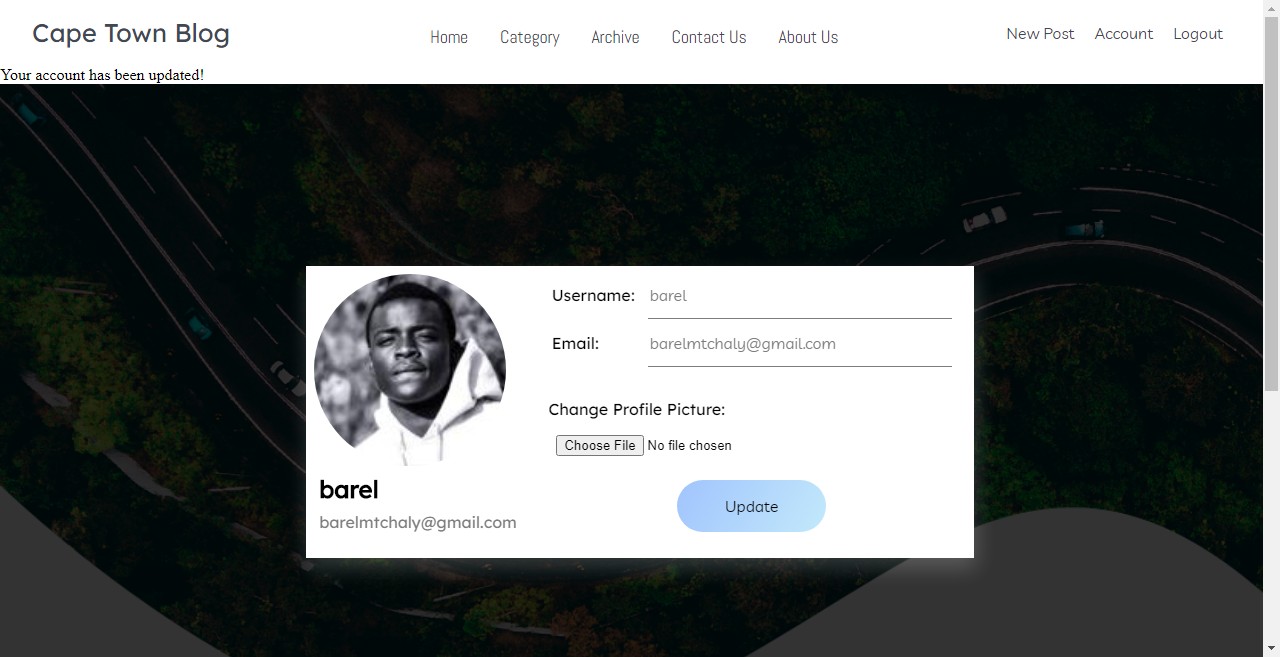 Cape Town Blog
Home Category Archive Contact Us About Us
New Post Account Logout
Your account has been updated!
Username: barel
Email: barelmtchaly@gmail.com
Change Profile Picture:
Choose File No file chosen
barel
barelmtchaly@gmail.com
Update